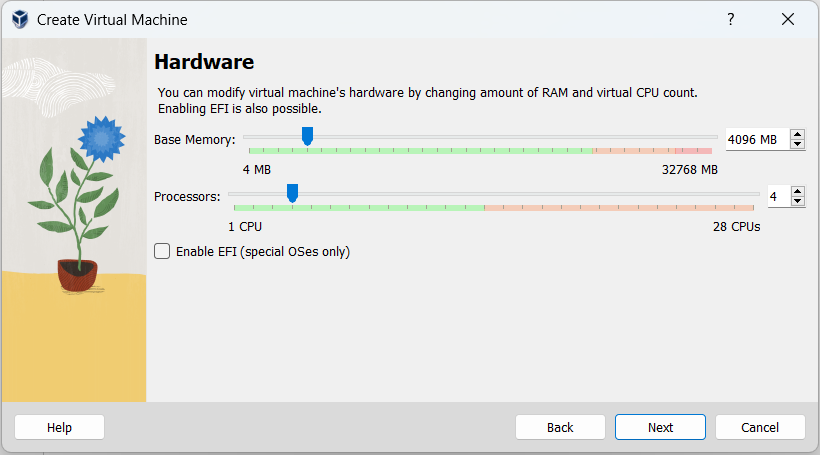 Create Virtual Machine
?
Hardware
You can modify virtual machine's hardware by changing amount of RAM and virtual CPU count.
Enabling EFI is also possible.
Base Memory:
4096 MB
4 MB
32768 MB
Processors:
4
1 CPU
28 CPUs
Enable EFI (special OSes only)
Help
Back
Next
Cancel